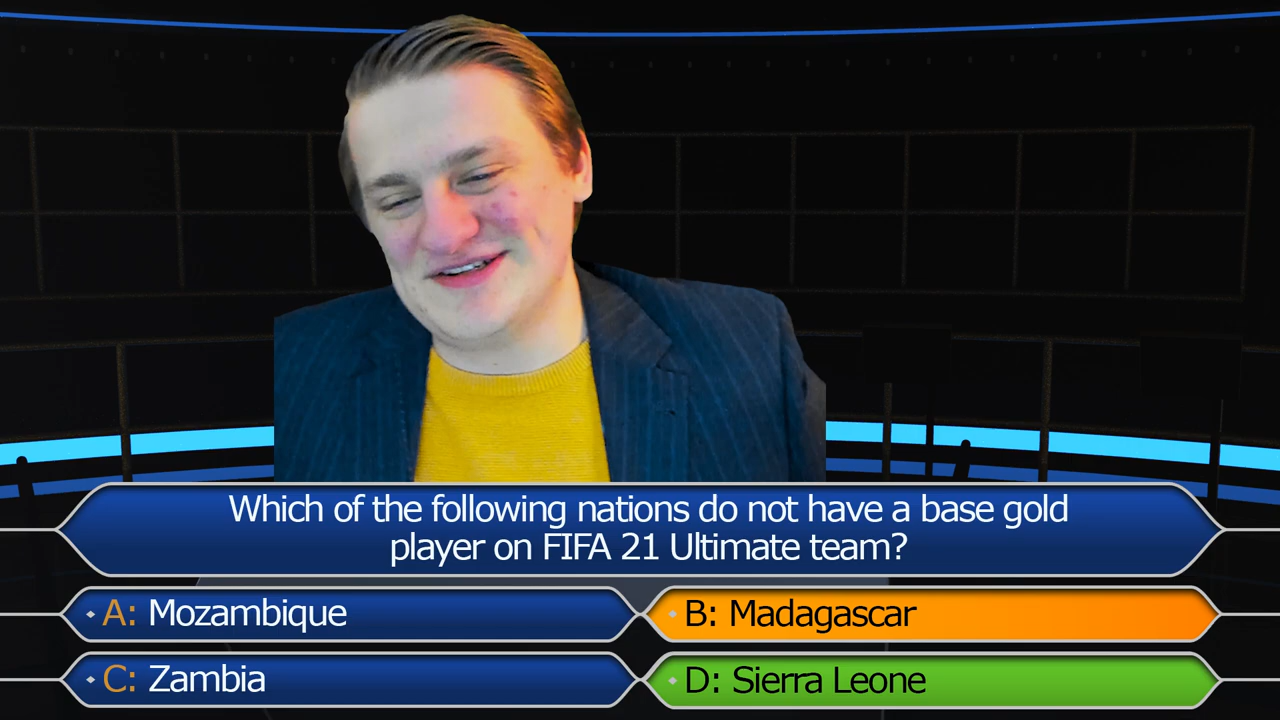 Which of the following nations do not have a base gold
player on FIFA 21 Ultimate team?
A: Mozambique
B: Madagascar
C: Zambia
D: Sierra Leone